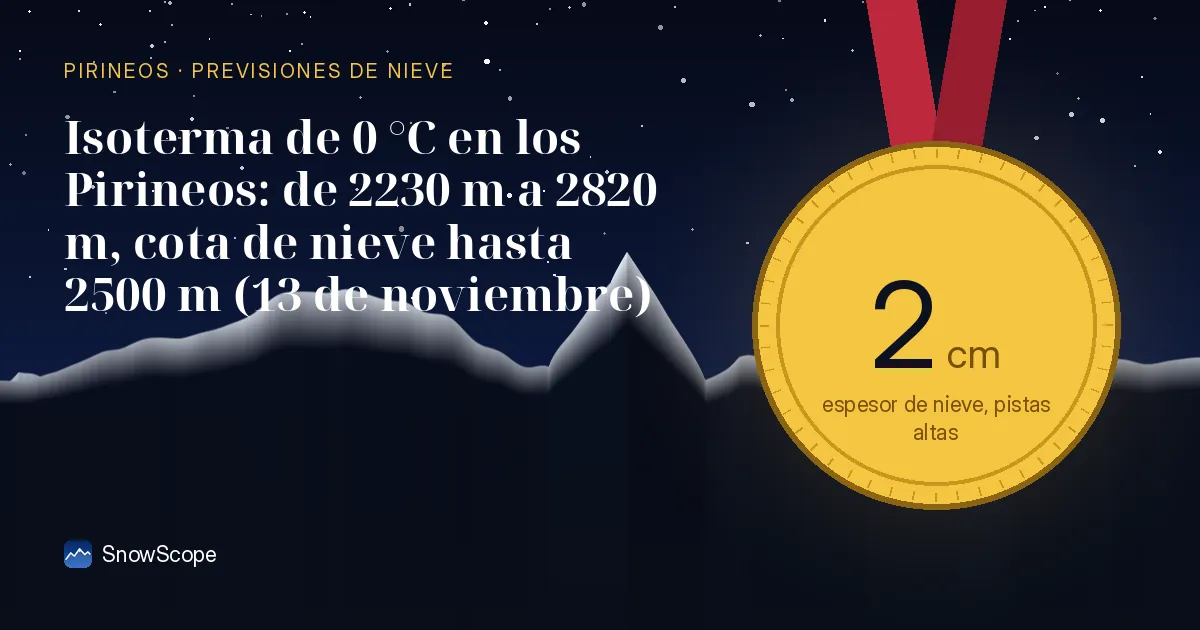 PIRINEOS · PREVISIONES DE NIEVE
Isoterma de 0 °C en los
Pirineos: de 2230 m a 2820
m, cota de nieve hasta
2500 m (13 de noviembre)
2 cm
espesor de nieve, pistas
altas
SnowScope